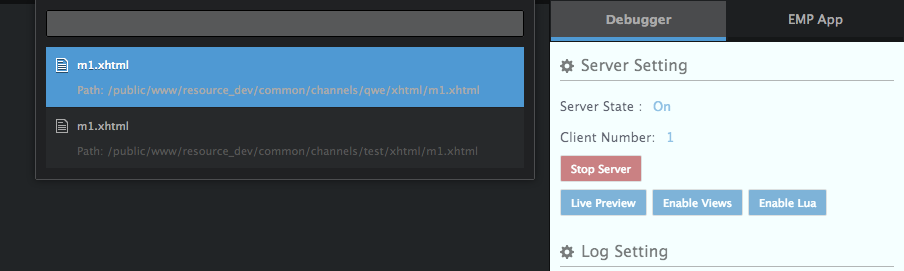 m1.xhtml
Path: /public/www/resource_dev/common/channels/qwe/xhtml/m1.xhtml
m1.xhtml
Path: /public/www/resource_dev/common/channels/test/xhtml/m1.xhtml
Debugger EMP App
Server Setting
Server State : On
Client Number: 1
Stop Server
Live Preview Enable Views Enable Lua
Log Setting